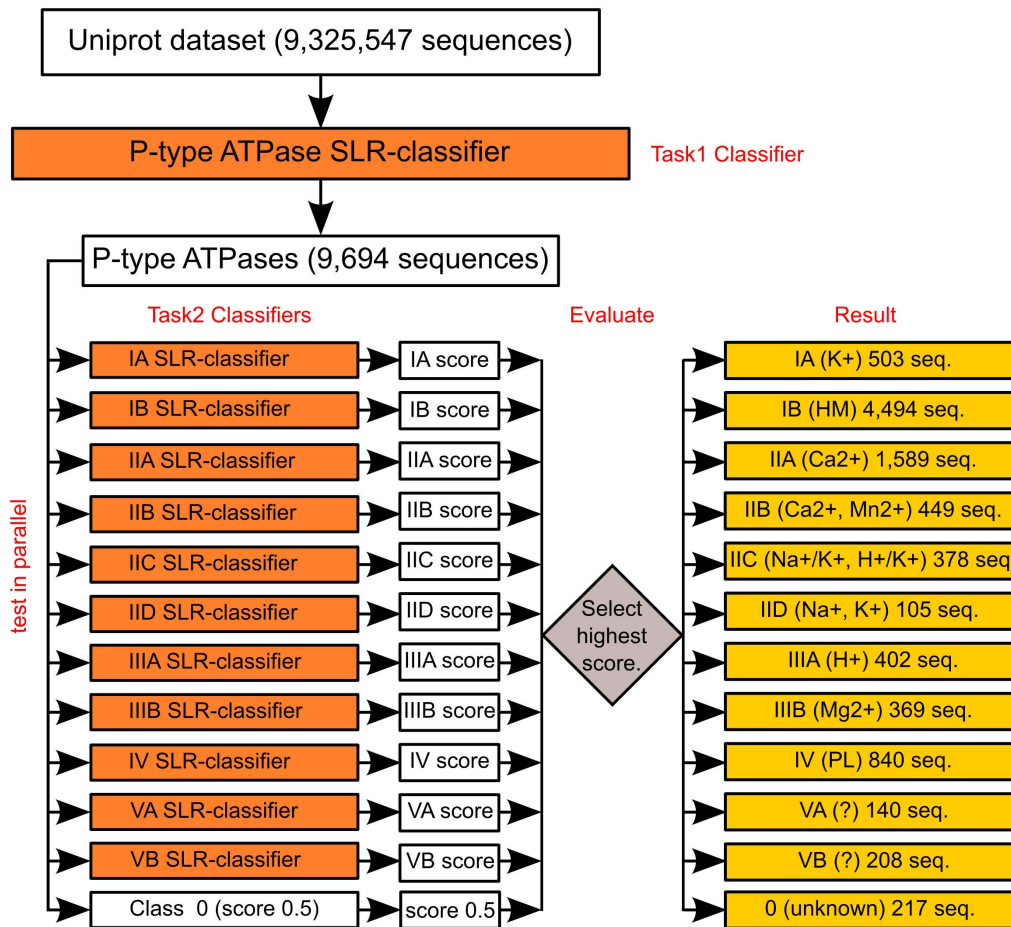 Uniprot dataset (9,325,547 sequences)
P-type ATPase SLR-classifier
Task1 Classifier
P-type ATPases (9,694 sequences)
Task2 Classifiers
Evaluate
Result
test in parallel
IA SLR-classifier
IA score
IA (K+) 503 seq.
IB SLR-classifier
IB score
IB (HM) 4,494 seq.
IIA SLR-classifier
IIA score
IIA (Ca2+) 1,589 seq.
IIB SLR-classifier
IIB score
IIB (Ca2+, Mn2+) 449 seq.
IIC SLR-classifier
IIC score
IIC (Na+/K+, H+/K+) 378 seq
IID SLR-classifier
IID score
Select
highest
score.
IID (Na+, K+) 105 seq.
IIIA SLR-classifier
IIIA score
IIIA (H+) 402 seq.
IIIB SLR-classifier
IIIB score
IIIB (Mg2+) 369 seq.
IV SLR-classifier
IV score
IV (PL) 840 seq.
VA SLR-classifier
VA score
VA (?) 140 seq.
VB SLR-classifier
VB score
VB (?) 208 seq.
Class 0 (score 0.5)
score 0.5
0 (unknown) 217 seq.